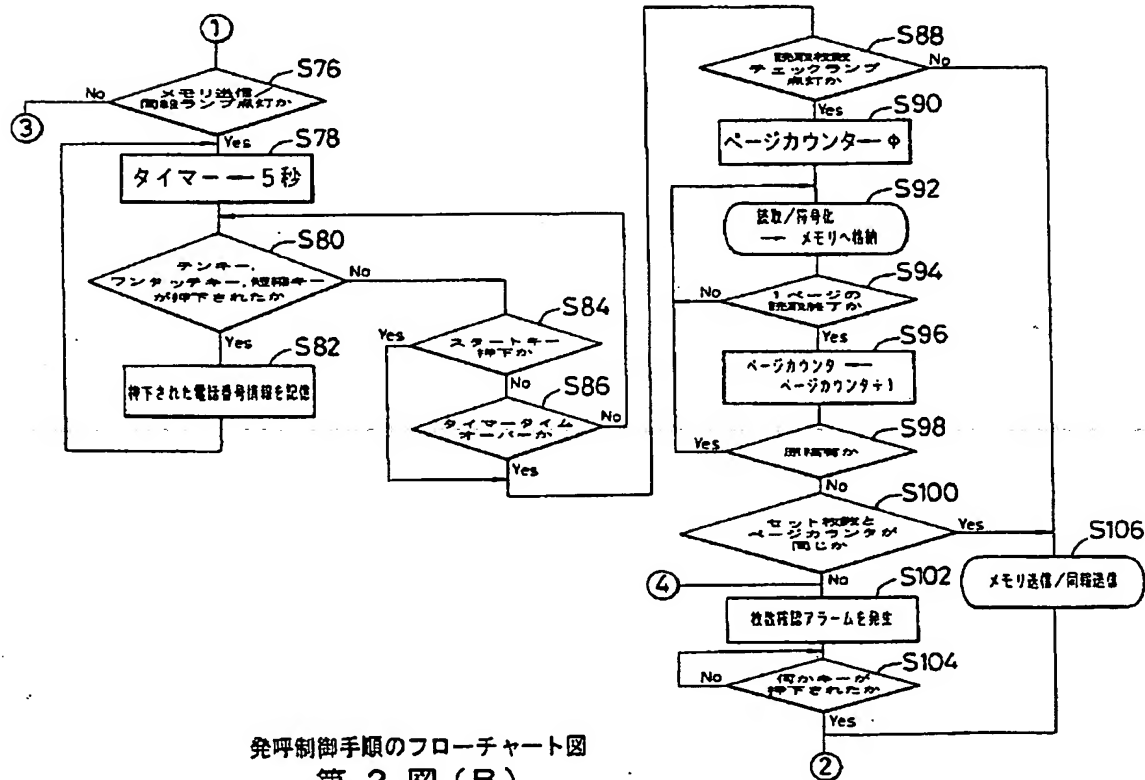 ①
S76
メモリ送信
同報ランプ点灯か
No
③
Yes
S78
タイマー ← 5秒
S80
テンキー,
ワンタッチキー,短縮キー
が押下されたか
No
Yes
S82
押下された電話番号情報を記憶
S84
スタートキー
押下か
Yes
No
S86
タイマータイム
オーバーか
No
Yes
S88
読取枚数
チェックランプ
点灯か
No
Yes
S90
ページカウンター←φ
S92
読取/符号化
→ メモリへ格納
S94
1ページの
読取終了か
No
Yes
S96
ページカウンタ ←
ページカウンタ+1
S98
原稿有か
Yes
No
S100
セット枚数と
ページカウンタが
同じか
Yes
No
④
S102
枚数確認アラームを発生
S104
何かキーが
押下されたか
No
Yes
②
S106
メモリ送信/同報送信
発呼制御手順のフローチャート図
第2図(B)